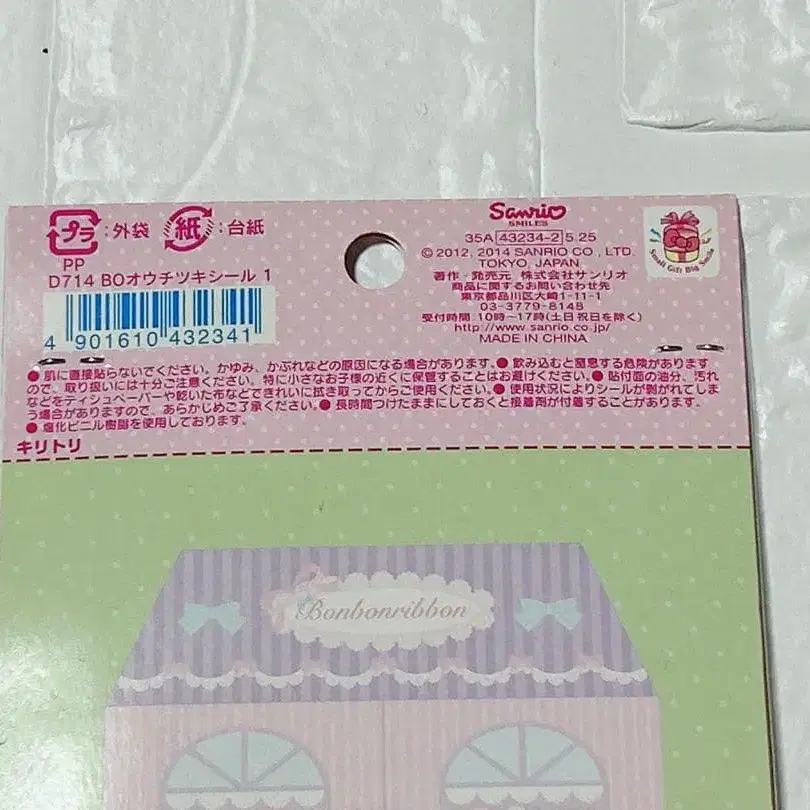 プラ :外袋 紙 :台紙
PP
D714 BOオウチツキシール 1
4 901610 432341
Sanrio
SMILES
35A 43234-2 5.25
© 2012, 2014 SANRIO CO., LTD.
TOKYO, JAPAN
著作・発売元 株式会社サンリオ
商品に関するお問い合わせ先
東京都品川区大崎1-11-1
03-3779-8148
受付時間 10時~17時(土日祝日を除く)
http://www.sanrio.co.jp/
MADE IN CHINA
Small Gift Big Smile
●肌に直接貼らないでください。かゆみ、かぶれなどの原因になる場合があります。●飲み込むと窒息する危険があります
ので、取り扱いには十分ご注意ください。特に小さなお子様の近くに保管することはお避けください。●貼付面の油分、汚れ
などをティシュペーパーや乾いた布などできれいに拭き取ってからご使用ください。●使用状況によりシールが剥がれてしま
う場合がありますので、あらかじめご了承ください。●長時間つけたままにしておくと接着剤が付着することがあります。
●塩化ビニル樹脂を使用しております。
キリトリ
Bonbonribbon